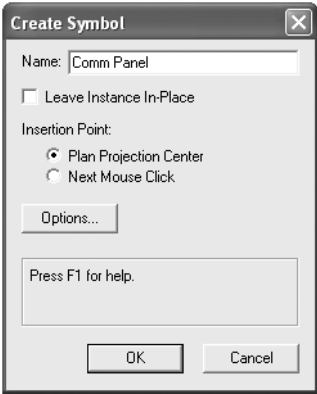 Create Symbol
Name: Comm Panel
Leave Instance In-Place
Insertion Point:
Plan Projection Center
Next Mouse Click
Options...
Press F1 for help.
OK Cancel